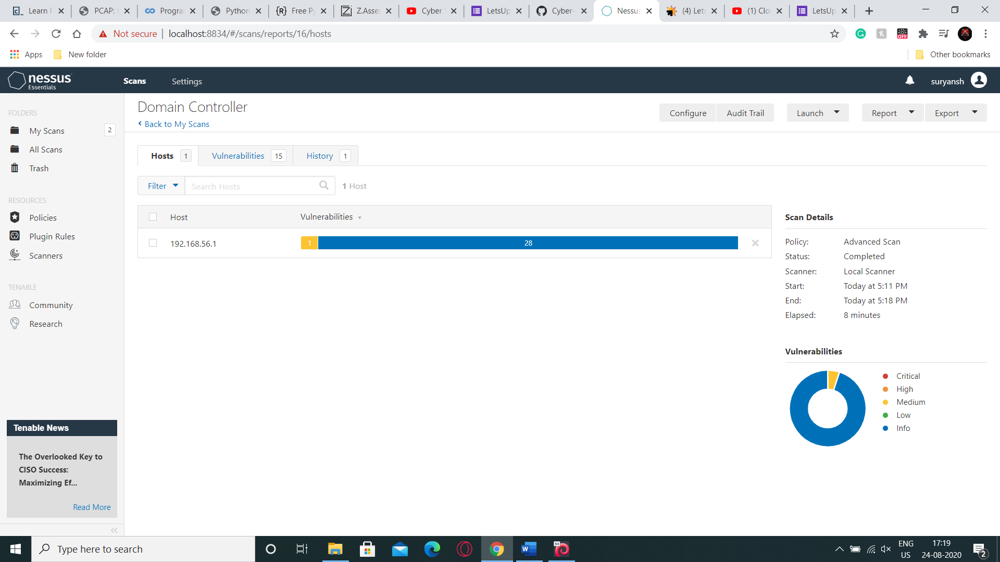 Learn P
PCAP: 
Progra
Python
Free Py
Z.Asse
Cyber S
LetsUp
Cyber-
Nessus
(4) Lets
(1) Clo
LetsUp
Not secure
localhost:8834/#/scans/reports/16/hosts
OFF
Apps
New folder
Other bookmarks
nessus
Essentials
Scans
Settings
suryansh
FOLDERS
My Scans 2
All Scans
Trash
RESOURCES
Policies
Plugin Rules
Scanners
TENABLE
Community
Research
Tenable News
The Overlooked Key to
CISO Success:
Maximizing Ef...
Read More
Domain Controller
Back to My Scans
Configure
Audit Trail
Launch
Report
Export
Hosts 1
Vulnerabilities 15
History 1
Filter
Search Hosts
1 Host
Host
Vulnerabilities
192.168.56.1
1
28
Scan Details
Policy: Advanced Scan
Status: Completed
Scanner: Local Scanner
Start: Today at 5:11 PM
End: Today at 5:18 PM
Elapsed: 8 minutes
Vulnerabilities
Critical
High
Medium
Low
Info
Type here to search
64
ENG
US
17:19
24-08-2020
2